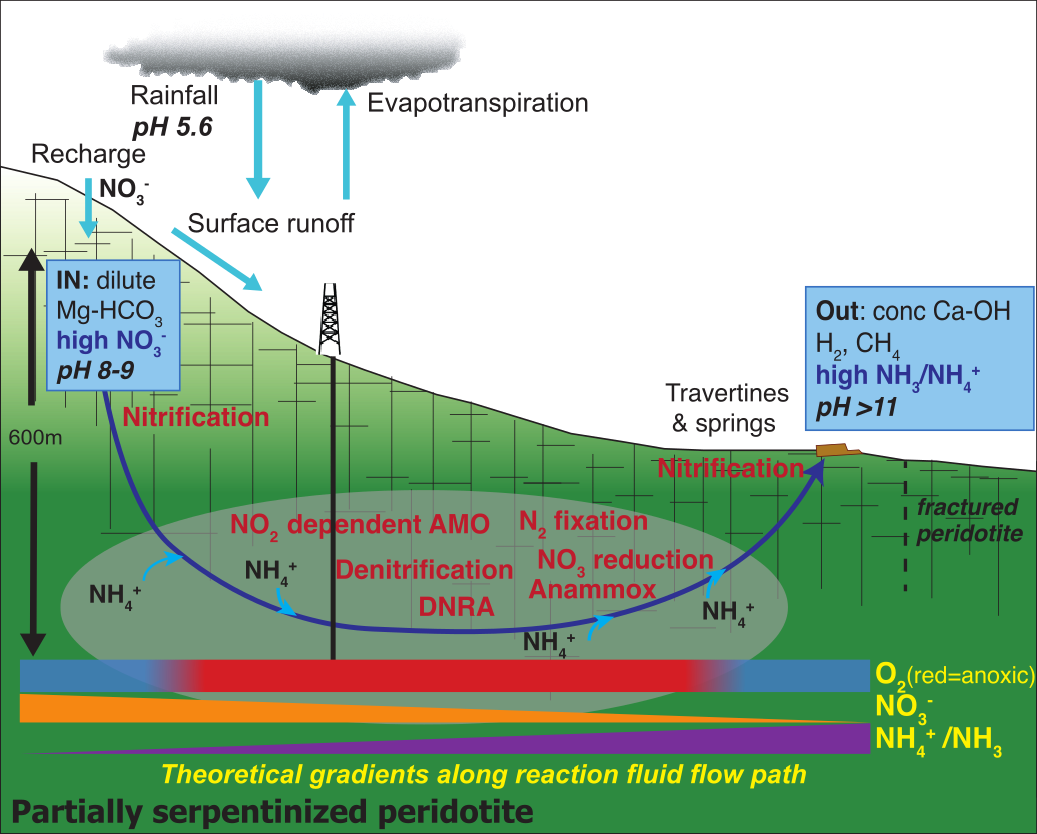 Rainfall
pH 5.6
Evapotranspiration
Recharge
NO₃⁻
Surface runoff
IN: dilute
Mg-HCO₃
high NO₃⁻
pH 8-9
Out: conc Ca-OH
H₂, CH₄
high NH₃/NH₄⁺
pH >11
Travertines
& springs
Nitrification
600m
Nitrification
fractured
peridotite
NO₂ dependent AMO
N₂ fixation
NO₃ reduction
Denitrification
Anammox
DNRA
NH₄⁺
NH₄⁺
NH₄⁺
NH₄⁺
O₂(red=anoxic)
NO₃⁻
NH₄⁺ /NH₃
Theoretical gradients along reaction fluid flow path
Partially serpentinized peridotite